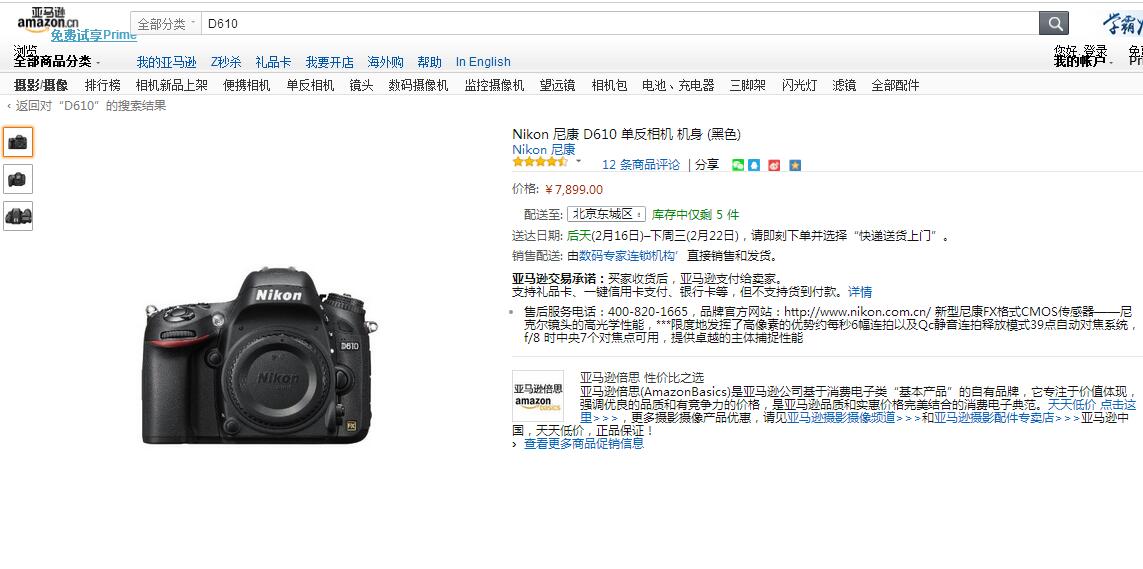 亚马逊
amazon.cn
免费试享Prime
全部分类
D610
浏览
全部商品分类
我的亚马逊 Z秒杀 礼品卡 我要开店 海外购 帮助 In English
你好, 登录
我的帐户
摄影/摄像 排行榜 相机新品上架 便携相机 单反相机 镜头 数码摄像机 监控摄像机 望远镜 相机包 电池、充电器 三脚架 闪光灯 滤镜 全部配件
‹ 返回对“D610”的搜索结果
Nikon 尼康 D610 单反相机 机身 (黑色)
Nikon 尼康
12 条商品评论 | 分享
价格: ￥7,899.00
配送至: 北京东城区 库存中仅剩 5 件
送达日期: 后天(2月16日)–下周三(2月22日)，请即刻下单并选择“快递送货上门”。
销售配送: 由数码专家连锁机构’ 直接销售和发货。
亚马逊交易承诺：买家收货后，亚马逊支付给卖家。
支持礼品卡、一键信用卡支付、银行卡等，但不支持货到付款。详情
售后服务电话：400-820-1665，品牌官方网站：http://www.nikon.com.cn/ 新型尼康FX格式CMOS传感器——尼
克尔镜头的高光学性能，***限度地发挥了高像素的优势约每秒6幅连拍以及Qc静音连拍释放模式39点自动对焦系统，
f/8 时中央7个对焦点可用，提供卓越的主体捕捉性能
亚马逊倍思
amazon
basics
亚马逊倍思 性价比之选
亚马逊倍思(AmazonBasics)是亚马逊公司基于消费电子类“基本产品”的自有品牌，它专注于价值体现，
强调优良的品质和有竞争力的价格，是亚马逊品质和实惠价格完美结合的消费电子典范。天天低价 点击这
里>>>，更多摄影摄像产品优惠，请见亚马逊摄影摄像频道>>>和亚马逊摄影配件专卖店>>>亚马逊中
国，天天低价，正品保证！
› 查看更多商品促销信息
Nikon
D610
Nikon
FX